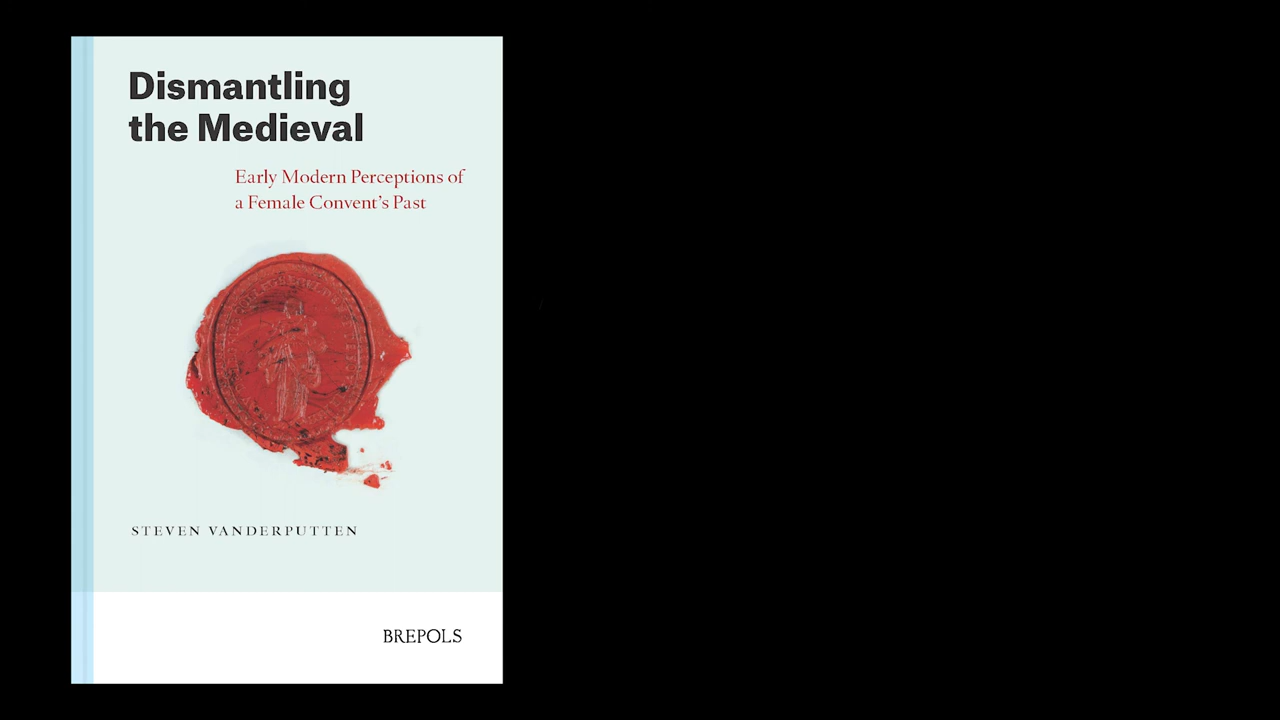 Dismantling
the Medieval
Early Modern Perceptions of
a Female Convent's Past
STEVEN VANDERPUTTEN
BREPOLS